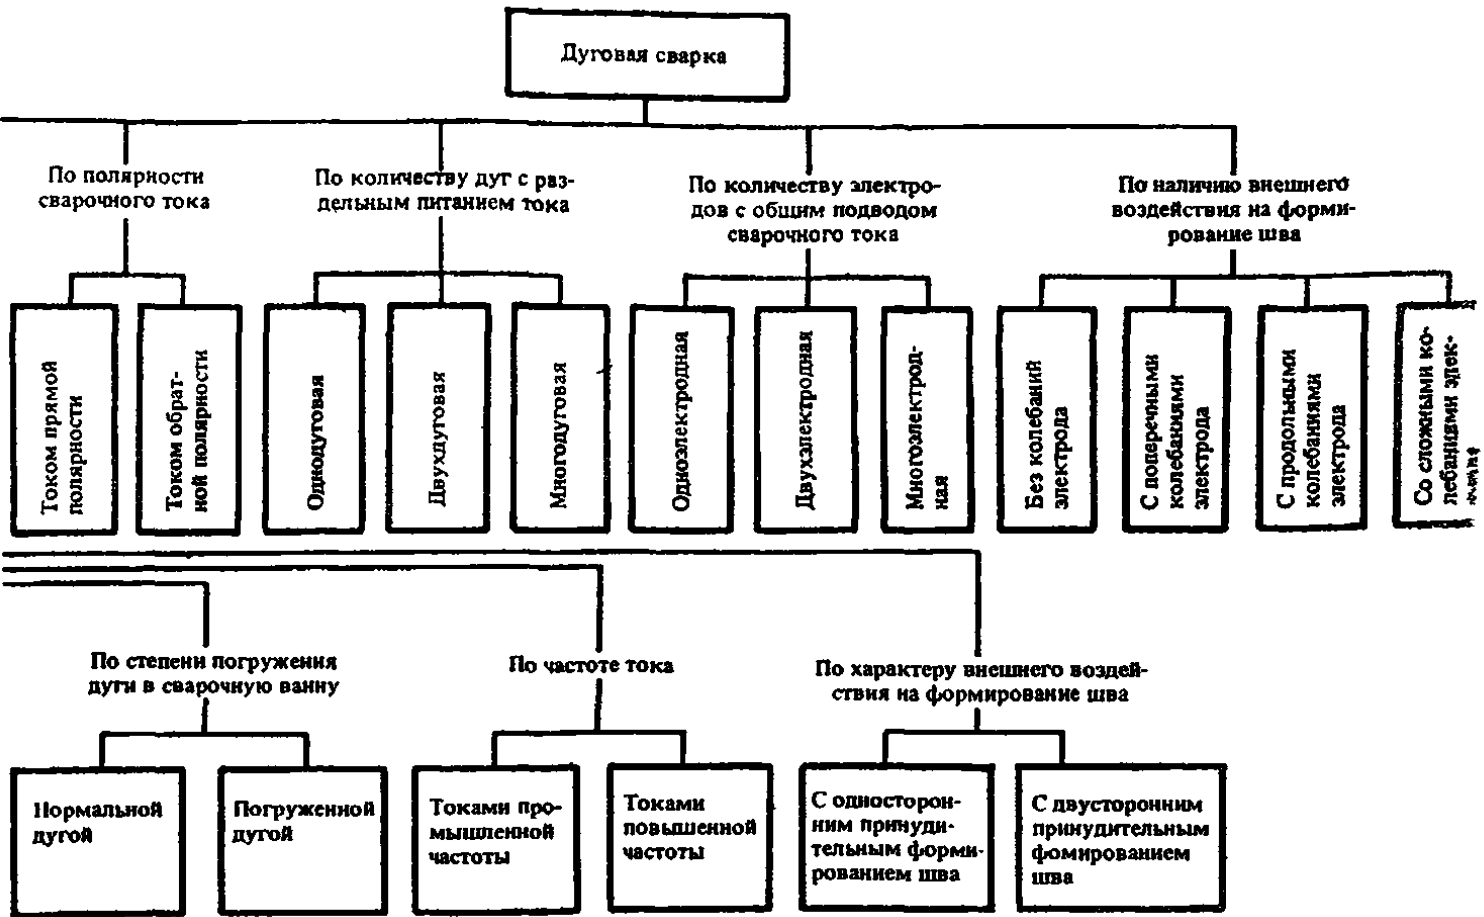 Дуговая сварка
По полярности
сварочного тока
По количеству дуг с раз-
дельным питанием тока
По количеству электро-
дов с общим подводом
сварочного тока
По наличию внешнего
воздействия на форми-
рование шва
Током прямой
полярности
Током обрат-
ной полярности
Однодуговая
Двухдуговая
Многодуговая
Одноэлектродная
Двухэлектродная
Многоэлектрод-
ная
Без колебаний
электрода
С поперечными
колебаниями
электрода
С продольными
колебаниями
электрода
Со сложными ко-
лебаниями элек-
По степени погружения
дуги в сварочную ванну
По частоте тока
По характеру внешнего воздей-
ствия на формирование шва
Нормальной
дугой
Погруженной
дугой
Токами про-
мышленной
частоты
Токами
повышенной
частоты
С односторон-
ним принуди-
тельным форми-
рованием шва
С двусторонним
принудительным
фомированием
шва